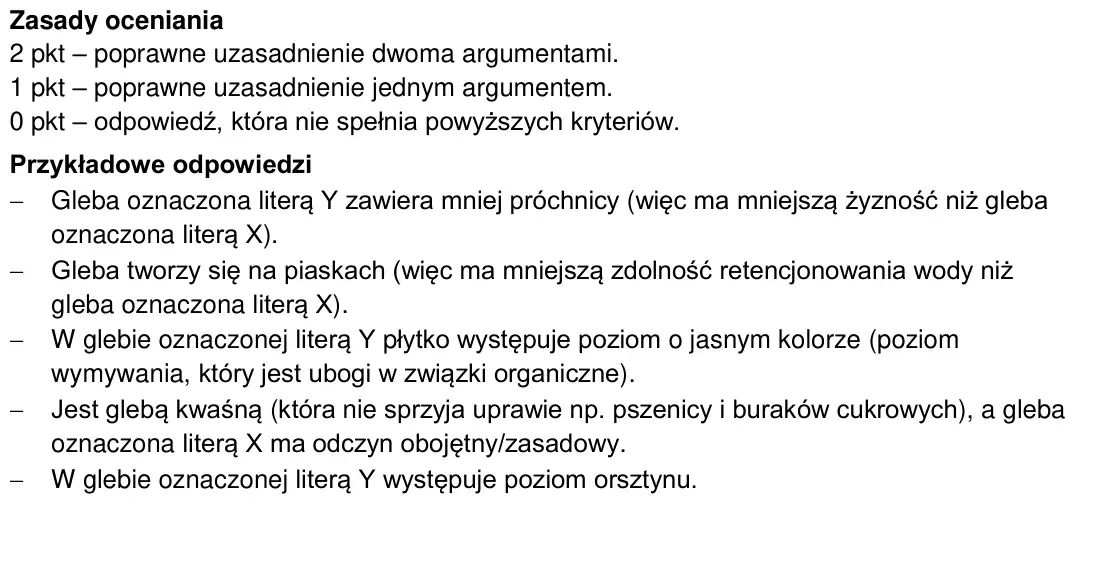 Zasady oceniania
2 pkt – poprawne uzasadnienie dwoma argumentami.
1 pkt – poprawne uzasadnienie jednym argumentem.
0 pkt – odpowiedź, która nie spełnia powyższych kryteriów.
Przykładowe odpowiedzi
– Gleba oznaczona literą Y zawiera mniej próchnicy (więc ma mniejszą żyzność niż gleba
oznaczona literą X).
– Gleba tworzy się na piaskach (więc ma mniejszą zdolność retencjonowania wody niż
gleba oznaczona literą X).
– W glebie oznaczonej literą Y płytko występuje poziom o jasnym kolorze (poziom
wymywania, który jest ubogi w związki organiczne).
– Jest glebą kwaśną (która nie sprzyja uprawie np. pszenicy i buraków cukrowych), a gleba
oznaczona literą X ma odczyn obojętny/zasadowy.
– W glebie oznaczonej literą Y występuje poziom orsztynu.